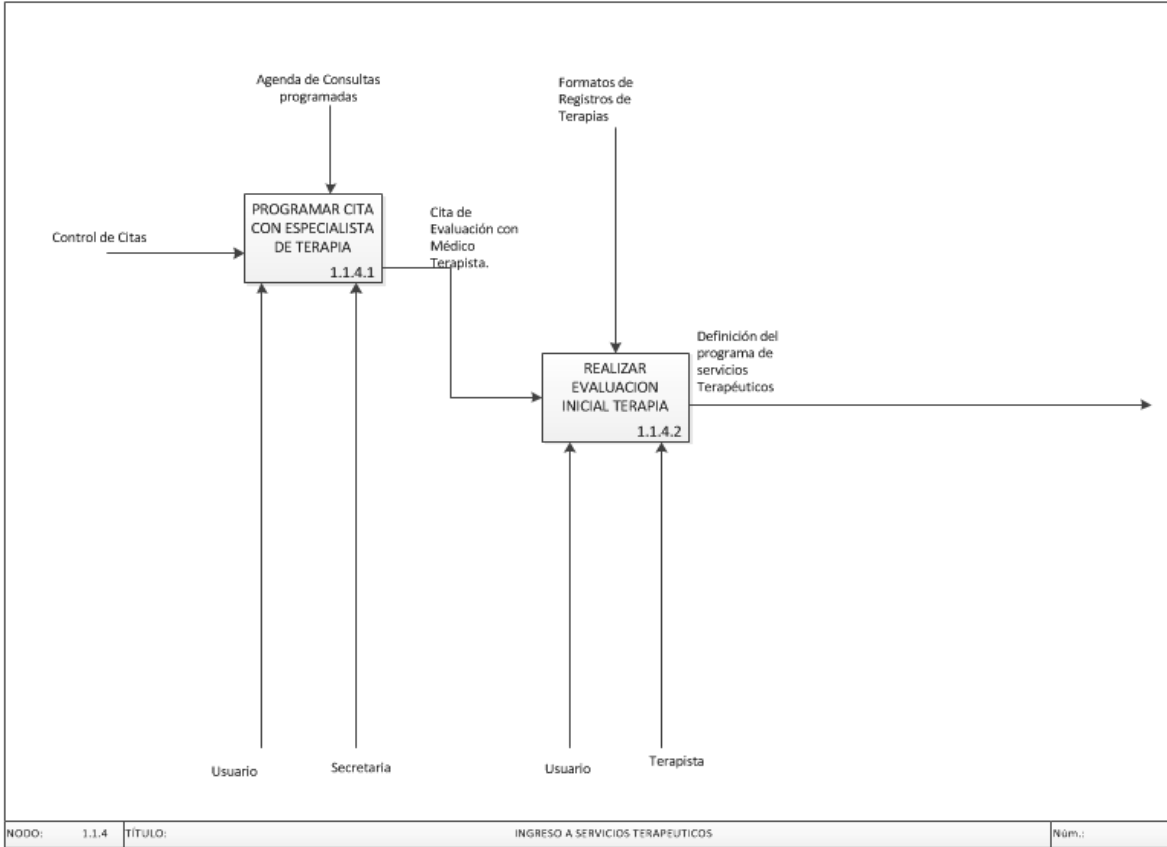 Agenda de Consultas
programadas
Formatos de
Registros de
Terapias
PROGRAMAR CITA
CON ESPECIALISTA
DE TERAPIA
1.1.4.1
Control de Citas
Cita de
Evaluación con
Médico
Terapista.
REALIZAR
EVALUACION
INICIAL TERAPIA
1.1.4.2
Definición del
programa de
servicios
Terapéuticos
Usuario
Secretaria
Usuario
Terapista
NODO: 1.1.4 TÍTULO: INGRESO A SERVICIOS TERAPEUTICOS Núm.: